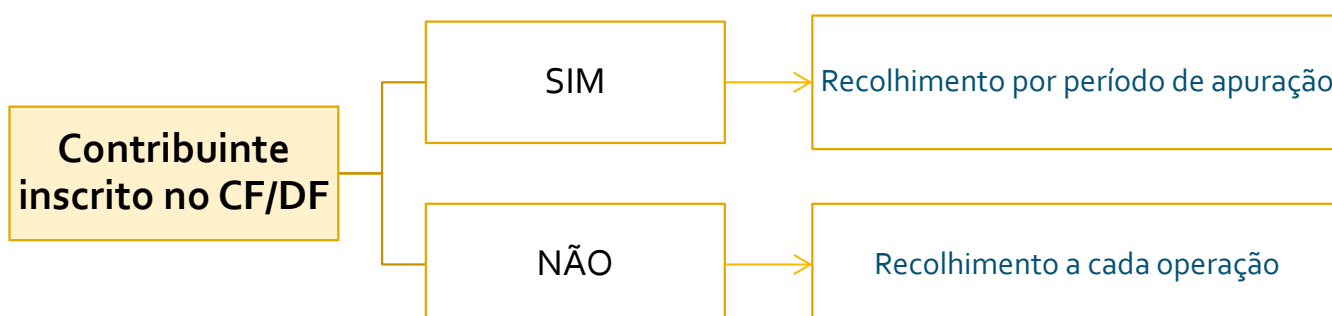 Contribuinte
inscrito no CF/DF
SIM
Recolhimento por período de apuração
NÃO
Recolhimento a cada operação